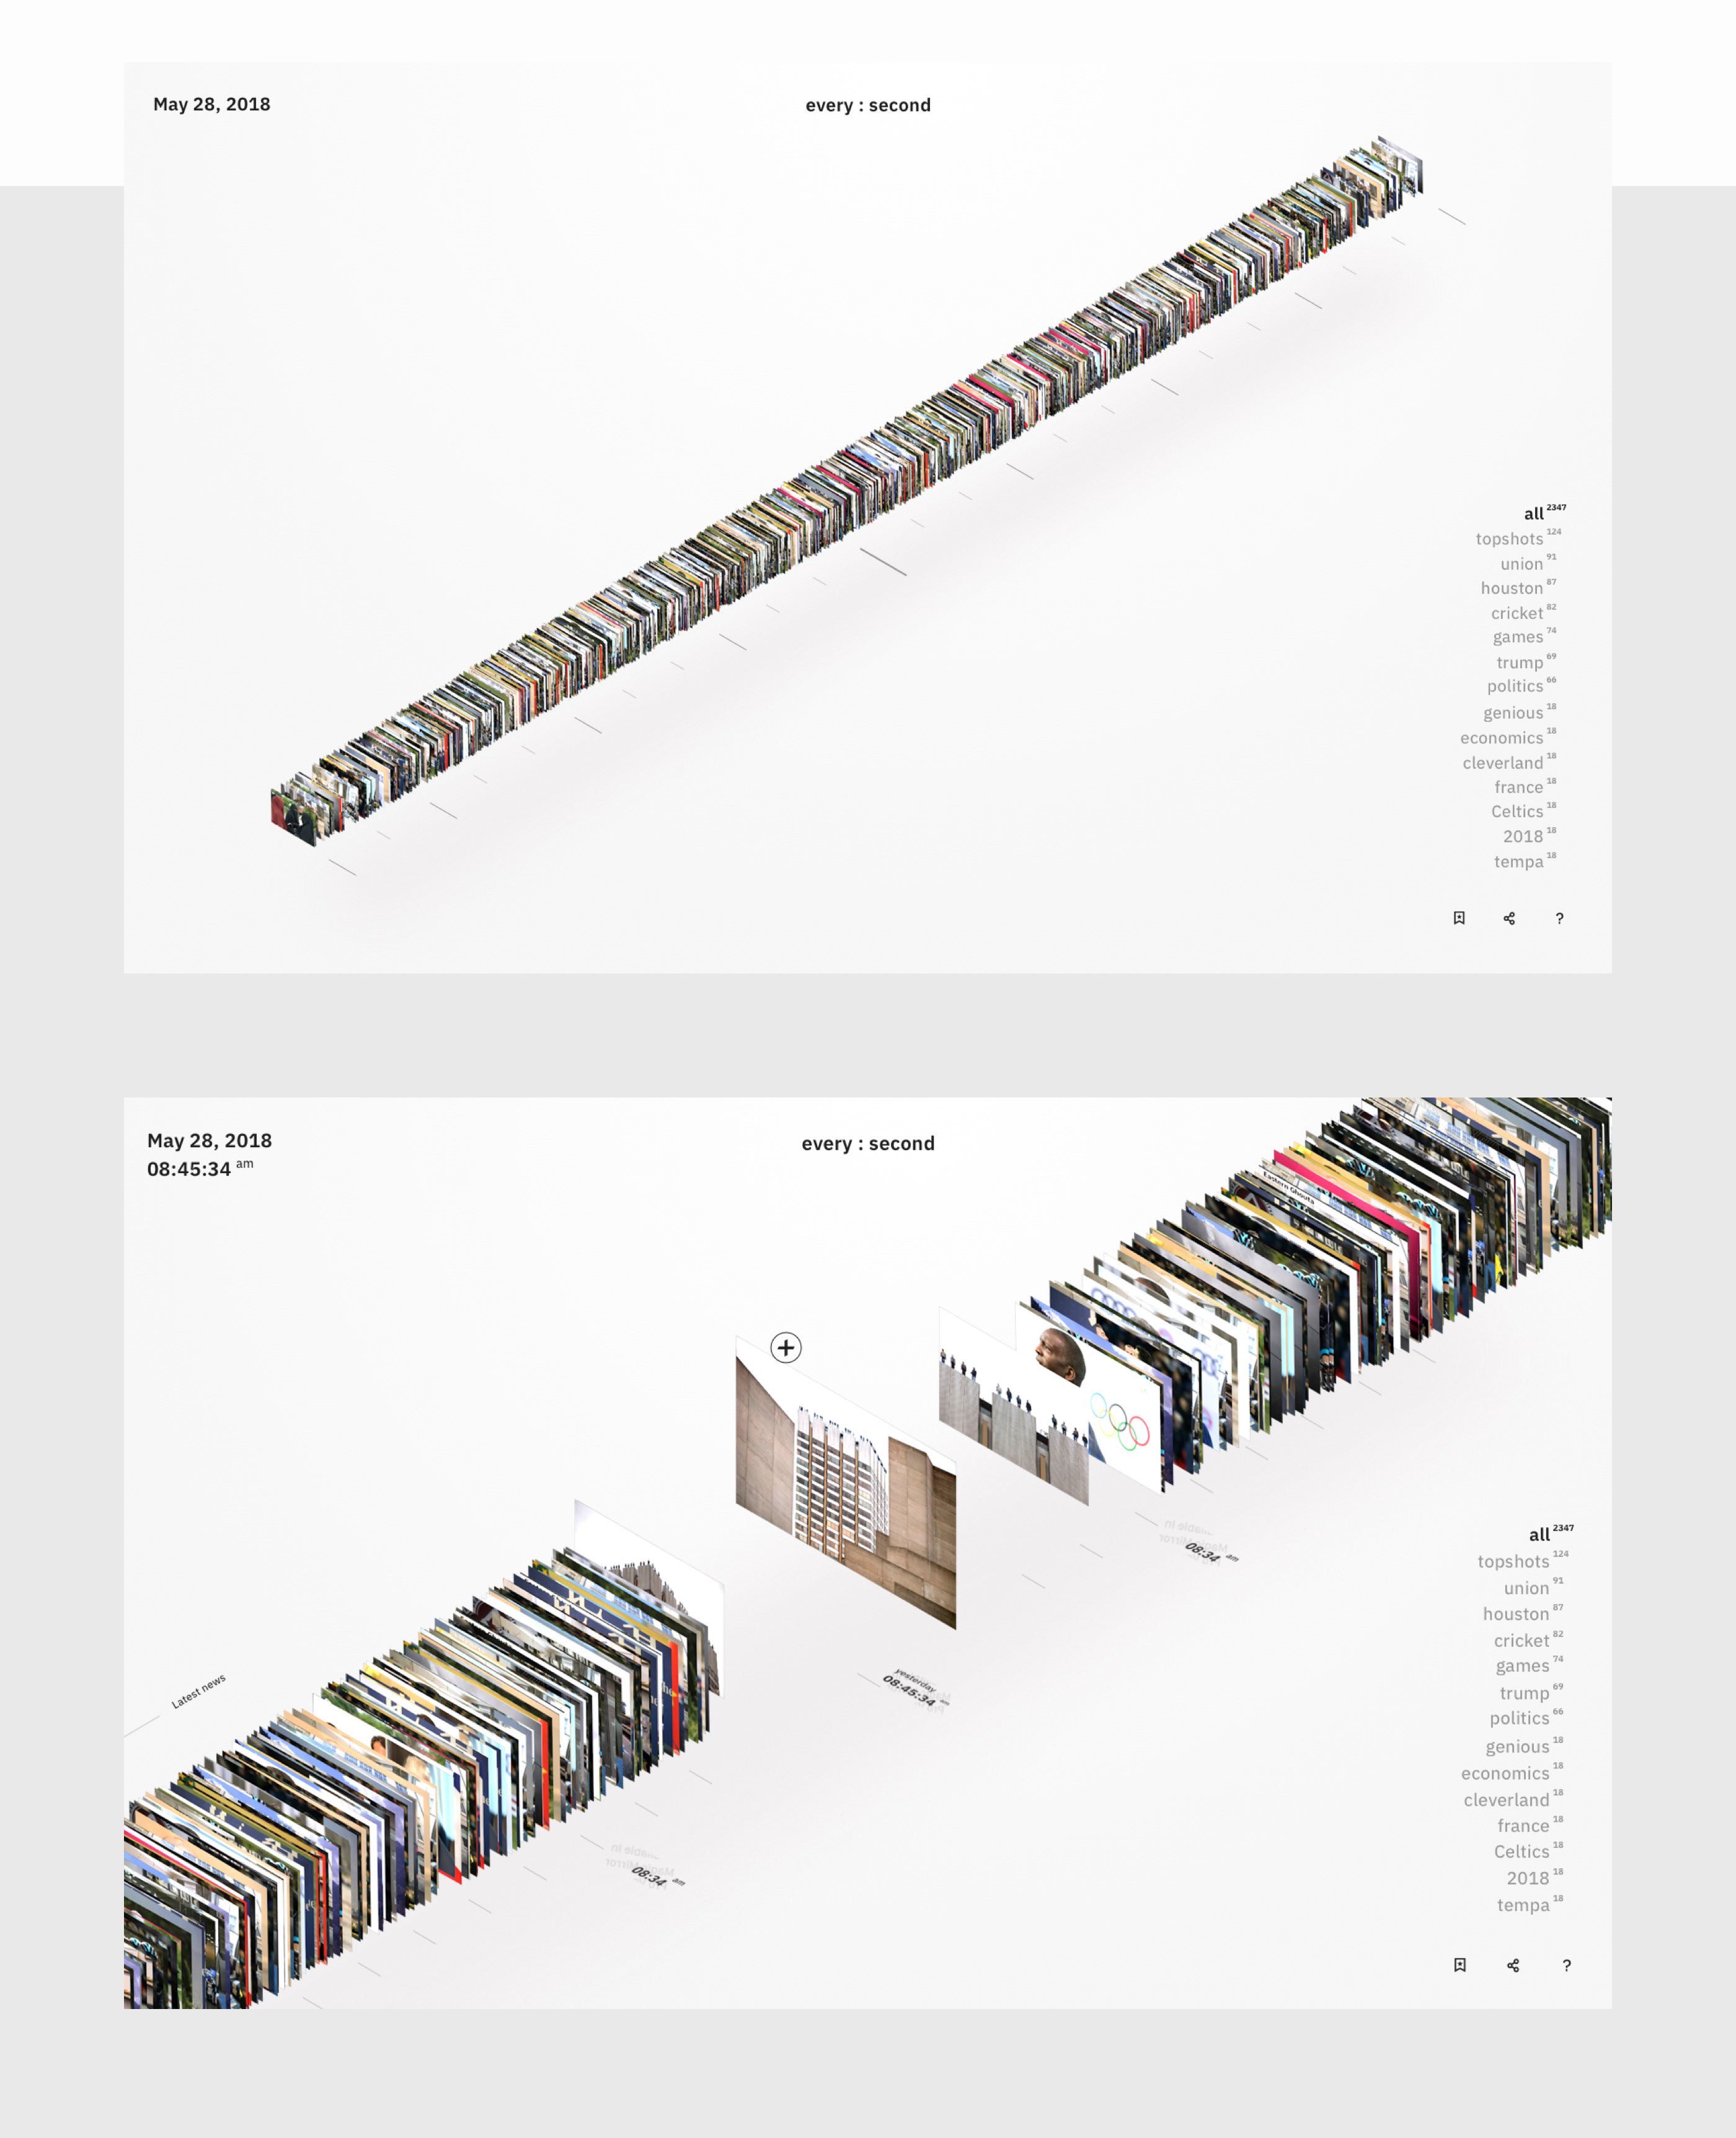 May 28, 2018
every : second
all 2347
topshots 124
union 91
houston 87
cricket 82
games 74
trump 69
politics 66
genious 18
economics 18
cleverland 18
france 18
Celtics 18
2018 18
tempa 18
?
May 28, 2018
08:45:34 am
every : second
Eastern Ghouta
08:34 am
yesterday
08:45:34 am
Latest news
08:34 am
all 2347
topshots 124
union 91
houston 87
cricket 82
games 74
trump 69
politics 66
genious 18
economics 18
cleverland 18
france 18
Celtics 18
2018 18
tempa 18
?